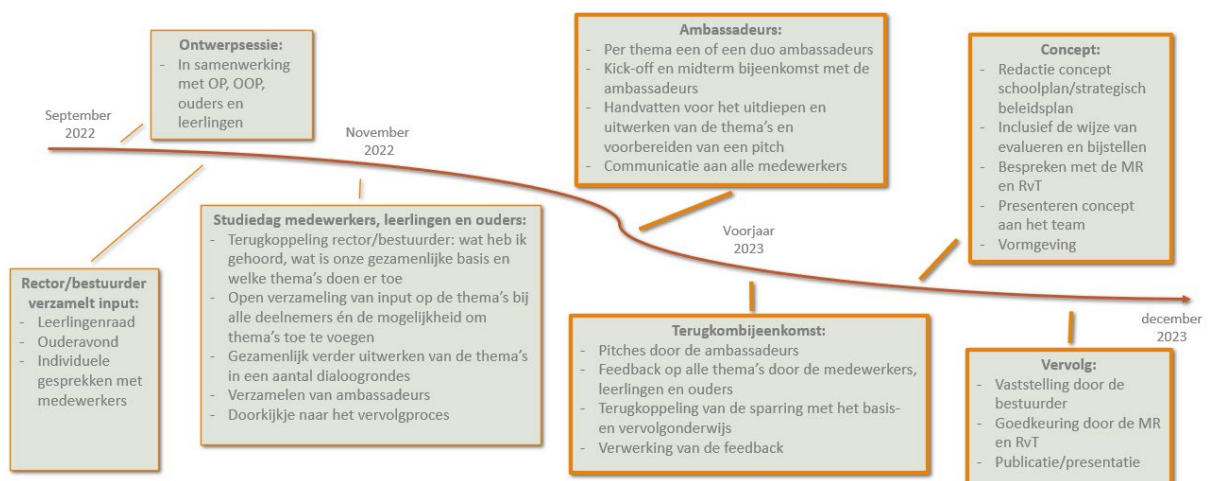 September
2022
Ontwerpsessie:
- In samenwerking
met OP, OOP,
ouders en
leerlingen
November
2022
Rector/bestuurder
verzamelt input:
- Leerlingenraad
- Ouderavond
- Individuele
gesprekken met
medewerkers
Studiedag medewerkers, leerlingen en ouders:
- Terugkoppeling rector/bestuurder: wat heb ik
gehoord, wat is onze gezamenlijke basis en
welke thema's doen er toe
- Open verzameling van input op de thema's bij
alle deelnemers én de mogelijkheid om
thema's toe te voegen
- Gezamenlijk verder uitwerken van de thema's
in een aantal dialoogrondes
- Verzamelen van ambassadeurs
- Doorkijkje naar het vervolgproces
Ambassadeurs:
- Per thema een of een duo ambassadeurs
- Kick-off en midterm bijeenkomst met de
ambassadeurs
- Handvatten voor het uitdiepen en
uitwerken van de thema's en
voorbereiden van een pitch
- Communicatie aan alle medewerkers
Voorjaar
2023
Terugkombijeenkomst:
- Pitches door de ambassadeurs
- Feedback op alle thema's door de medewerkers,
leerlingen en ouders
- Terugkoppeling van de sparring met het basis-
en vervolgonderwijs
- Verwerking van de feedback
Concept:
- Redactie concept
schoolplan/strategisch
beleidsplan
- Inclusief de wijze van
evalueren en bijstellen
- Bespreken met de MR
en RvT
- Presenteren concept
aan het team
- Vormgeving
december
2023
Vervolg:
- Vaststelling door de
bestuurder
- Goedkeuring door de MR
en RvT
- Publicatie/presentatie